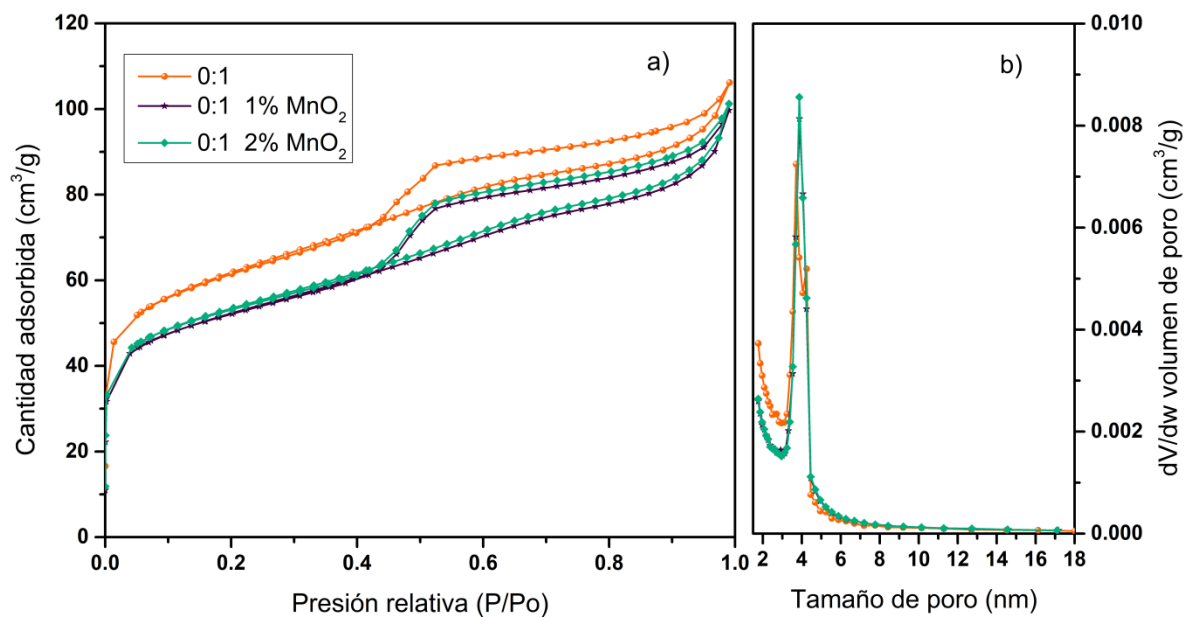 120
100
80
60
40
20
0
Cantidad adsorbida (cm³/g)
0:1
0:1 1% MnO₂
0:1 2% MnO₂
a)
0.0 0.2 0.4 0.6 0.8 1.0
Presión relativa (P/Po)
b)
2 4 6 8 10 12 14 16 18
Tamaño de poro (nm)
0.010
0.008
0.006
0.004
0.002
0.000
dV/dw volumen de poro (cm³/g)